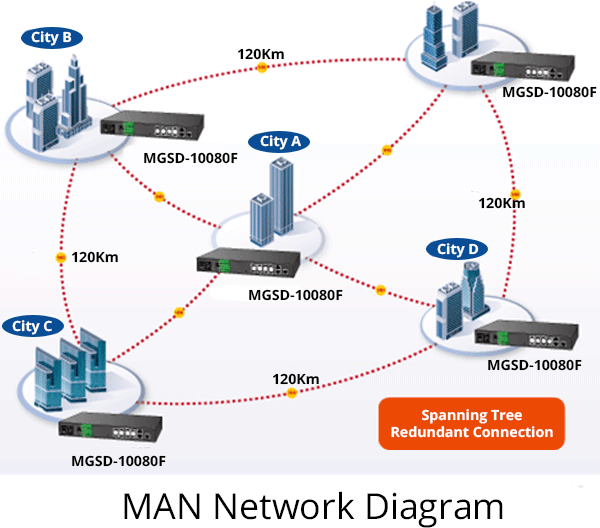 City B
120Km
MGSD-10080F
MGSD-10080F
City A
120Km
City D
120Km
MGSD-10080F
City C
MGSD-10080F
120Km
Spanning Tree
Redundant Connection
MGSD-10080F
MAN Network Diagram